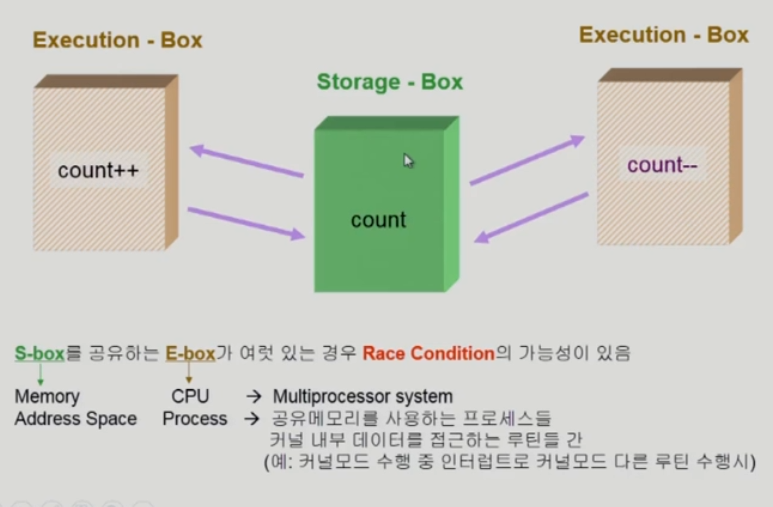 Execution - Box
Execution - Box
Storage - Box
count++
count
count--
S-box를 공유하는 E-box가 여럿 있는 경우 Race Condition의 가능성이 있음
Memory CPU → Multiprocessor system
Address Space Process → 공유메모리를 사용하는 프로세스들
커널 내부 데이터를 접근하는 루틴들 간
(예: 커널모드 수행 중 인터럽트로 커널모드 다른 루틴 수행시)